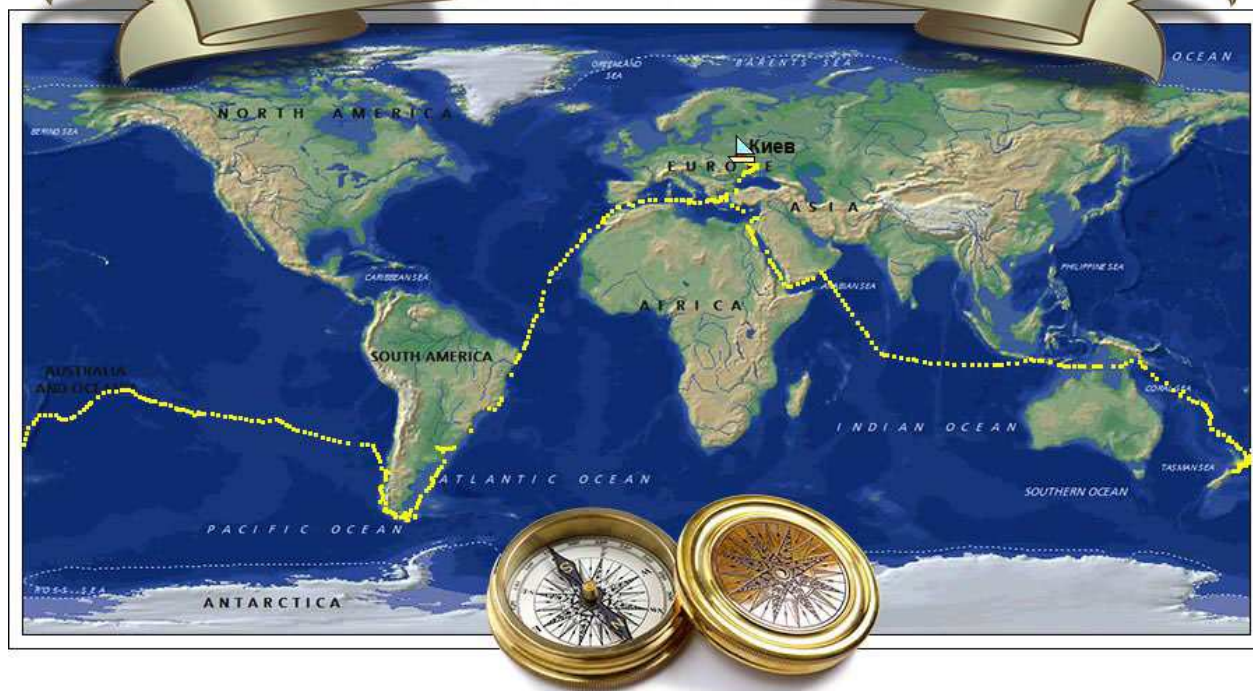 OCEAN
GREENLAND
SEA
BARENTS SEA
NORTH AMERICA
BERING SEA
Киев
EUROPE
ASIA
PHILIPPINE SEA
CARIBBEAN SEA
ARABIAN SEA
AFRICA
SOUTH AMERICA
AUSTRALIA
AND OCEANIA
CORAL SEA
INDIAN OCEAN
TASMAN SEA
ATLANTIC OCEAN
SOUTHERN OCEAN
PACIFIC OCEAN
ROSS SEA
ANTARCTICA